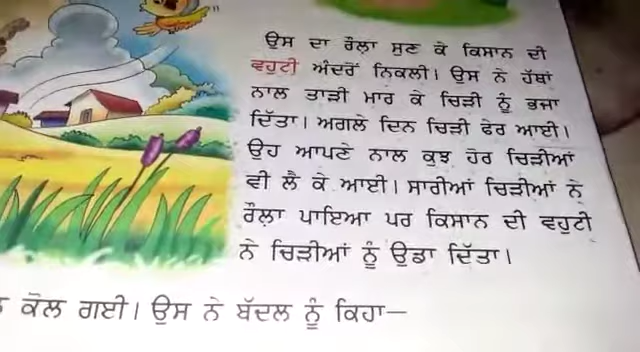 ਉਸ ਦਾ ਰੌਲਾ ਸੁਣ ਕੇ ਕਿਸਾਨ ਦੀ
ਵਹੁਟੀ ਅੰਦਰੋਂ ਨਿਕਲੀ। ਉਸ ਨੇ ਹੱਥਾਂ
ਨਾਲ ਤਾੜੀ ਮਾਰ ਕੇ ਚਿੜੀ ਨੂੰ ਭਜਾ
ਦਿੱਤਾ। ਅਗਲੇ ਦਿਨ ਚਿੜੀ ਫੇਰ ਆਈ।
ਉਹ ਆਪਣੇ ਨਾਲ ਕੁਝ ਹੋਰ ਚਿੜੀਆਂ
ਵੀ ਲੈ ਕੇ ਆਈ। ਸਾਰੀਆਂ ਚਿੜੀਆਂ ਨੇ
ਰੌਲਾ ਪਾਇਆ ਪਰ ਕਿਸਾਨ ਦੀ ਵਹੁਟੀ
ਨੇ ਚਿੜੀਆਂ ਨੂੰ ਉਡਾ ਦਿੱਤਾ।
ਕੋਲ ਗਈ। ਉਸ ਨੇ ਬੱਦਲ ਨੂੰ ਕਿਹਾ—